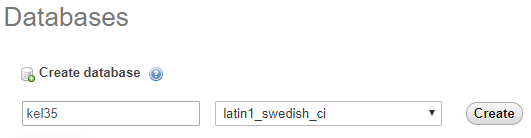 Databases
Create database
kel35 latin1_swedish_ci Create